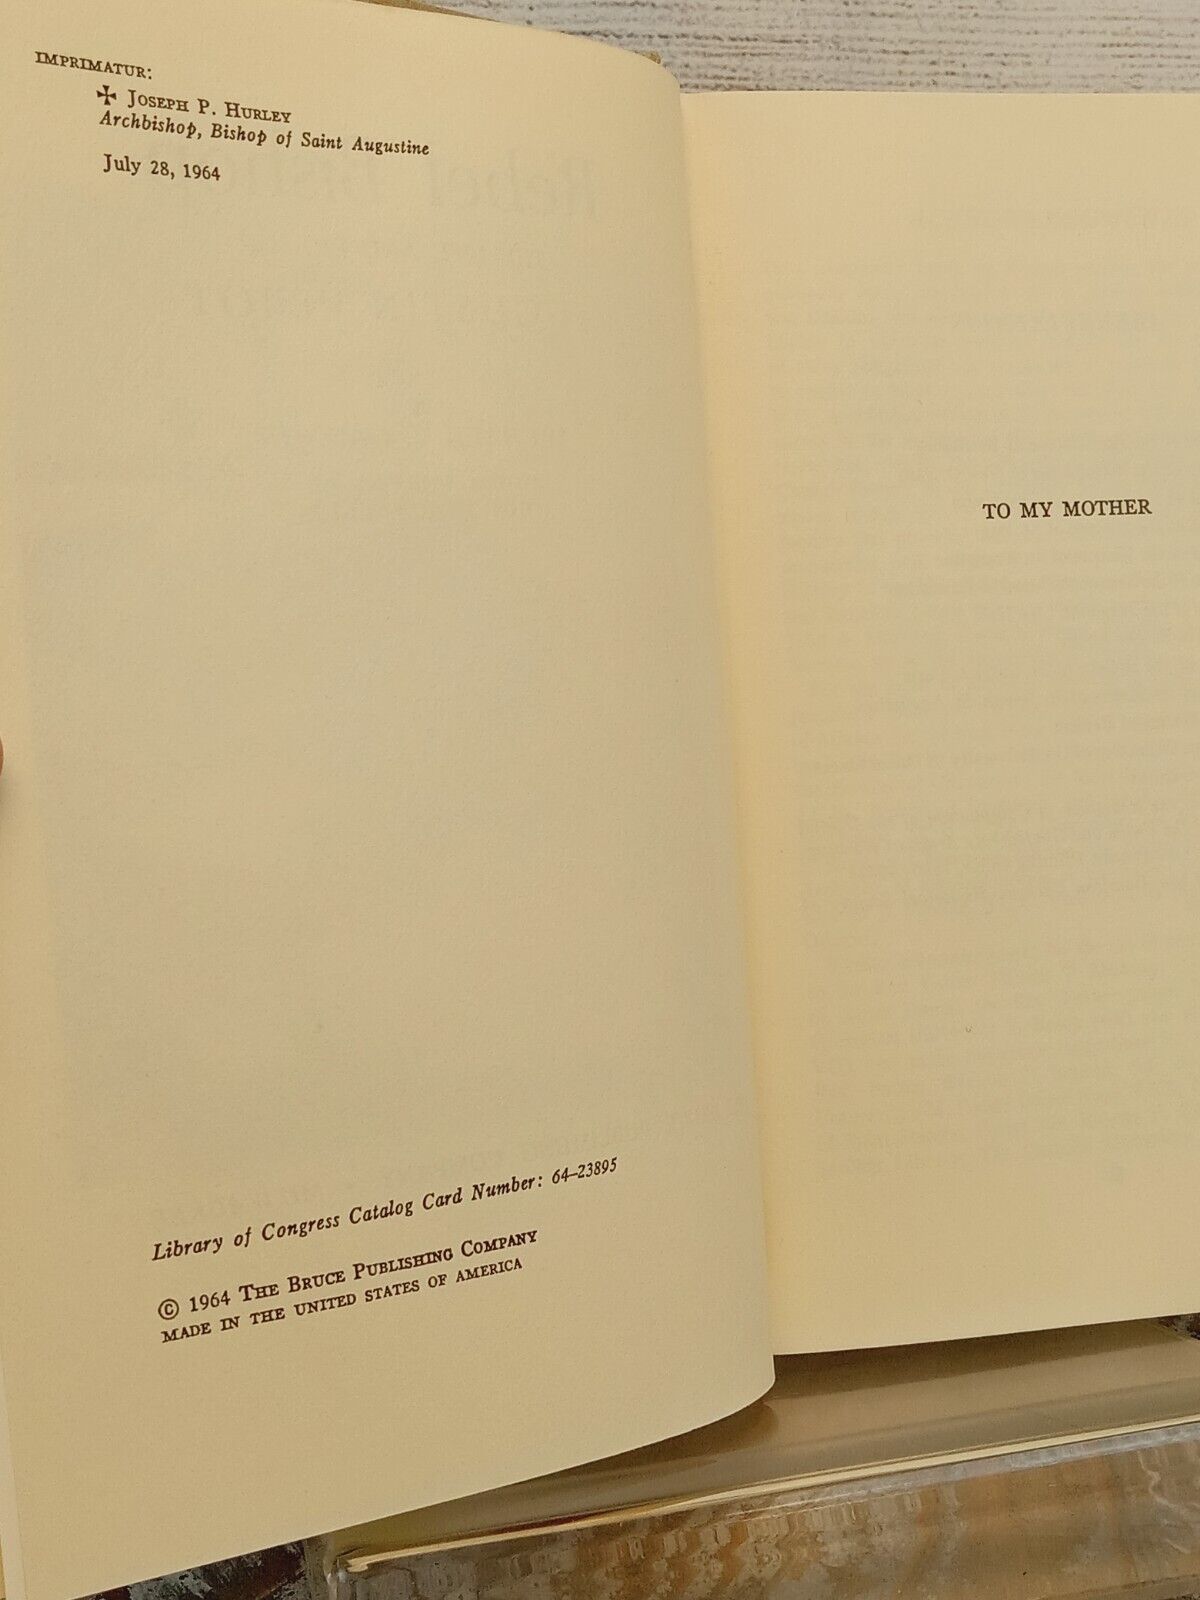 IMPRIMATUR:
✠ JOSEPH P. HURLEY
Archbishop, Bishop of Saint Augustine
July 28, 1964
Library of Congress Catalog Card Number: 64–23895
© 1964 THE BRUCE PUBLISHING COMPANY
MADE IN THE UNITED STATES OF AMERICA
TO MY MOTHER